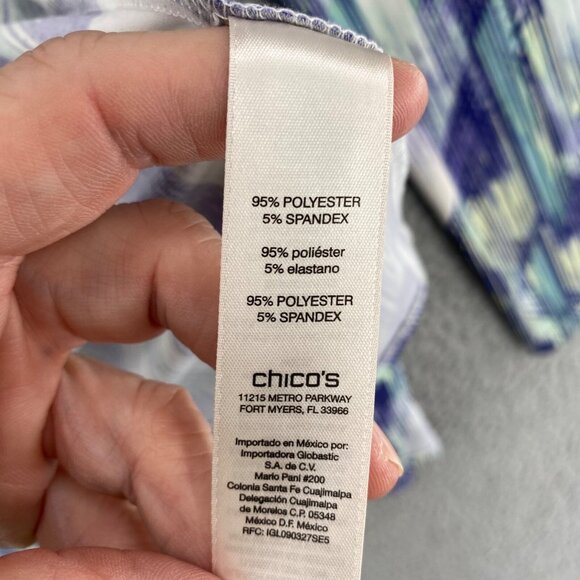 95% POLYESTER
5% SPANDEX
95% poliéster
5% elastano
95% POLYESTER
5% SPANDEX
chico's
11215 METRO PARKWAY
FORT MYERS, FL 33966
Importado en México por:
Importadora Globastic
S.A. de C.V.
Mario Pani #200
Colonia Santa Fe Cuajimalpa
Delegación Cuajimalpa
de Morelos C.P. 05348
México D.F. México
RFC: IGL090327SE5